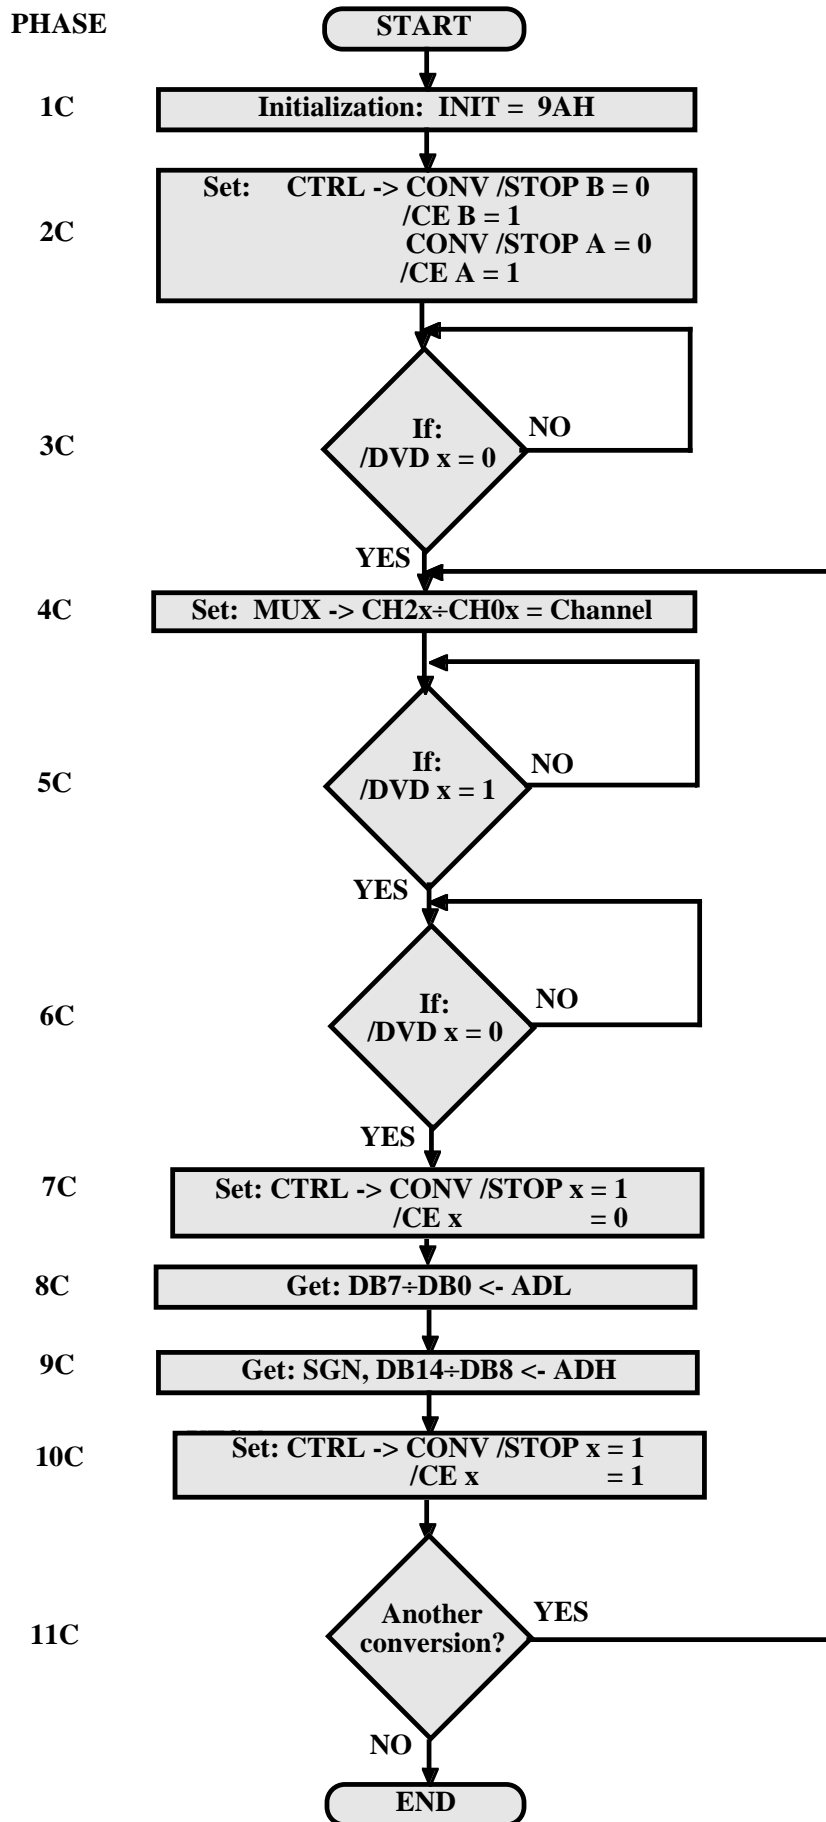 PHASE
START
1C
Initialization: INIT = 9AH
2C
Set: CTRL -> CONV /STOP B = 0
/CE B = 1
CONV /STOP A = 0
/CE A = 1
3C
If:
/DVD x = 0
NO
YES
4C
Set: MUX -> CH2x÷CH0x = Channel
5C
If:
/DVD x = 1
NO
YES
6C
If:
/DVD x = 0
NO
YES
7C
Set: CTRL -> CONV /STOP x = 1
/CE x = 0
8C
Get: DB7÷DB0 <- ADL
9C
Get: SGN, DB14÷DB8 <- ADH
10C
Set: CTRL -> CONV /STOP x = 1
/CE x = 1
11C
Another
conversion?
YES
NO
END